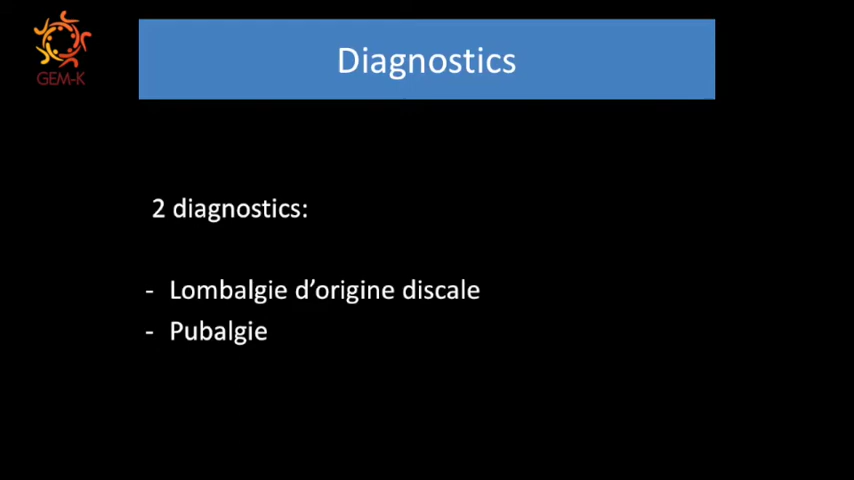 GEM-K
Diagnostics
2 diagnostics:
- Lombalgie d’origine discale
- Pubalgie